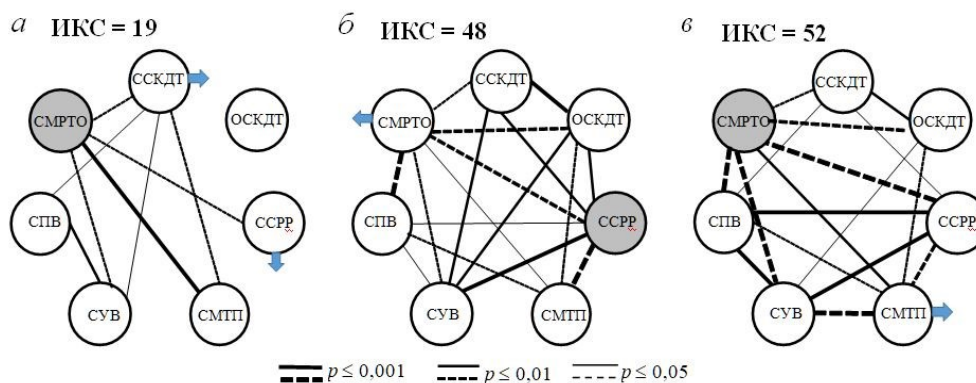 а ИКС = 19
ССКДТ
СМРТО
ОСКДТ
СПВ
ССРР
СУВ
СМТП
б ИКС = 48
ССКДТ
СМРТО
ОСКДТ
СПВ
ССРР
СУВ
СМТП
в ИКС = 52
ССКДТ
СМРТО
ОСКДТ
СПВ
ССРР
СУВ
СМТП
p ≤ 0,001 p ≤ 0,01 p ≤ 0,05